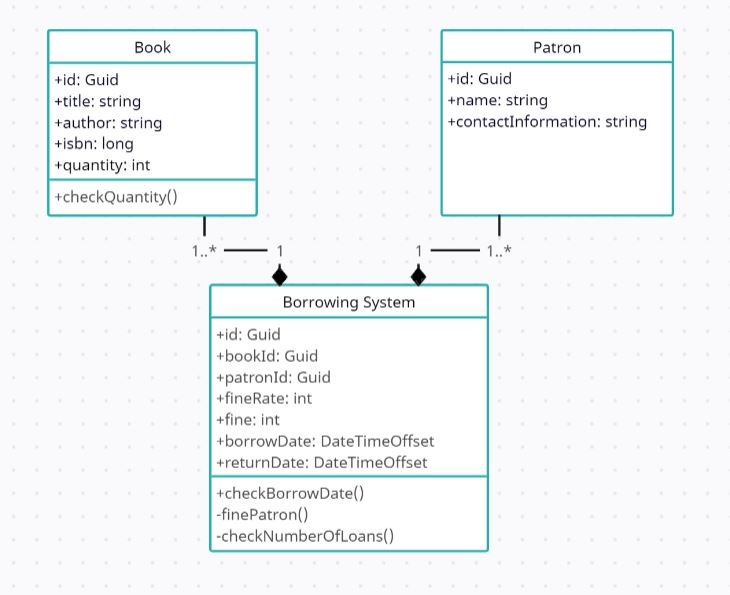 Book
+id: Guid
+title: string
+author: string
+isbn: long
+quantity: int
+checkQuantity()
Patron
+id: Guid
+name: string
+contactInformation: string
1..* 1
1 1..*
Borrowing System
+id: Guid
+bookId: Guid
+patronId: Guid
+fineRate: int
+fine: int
+borrowDate: DateTimeOffset
+returnDate: DateTimeOffset
+checkBorrowDate()
-finePatron()
-checkNumberOfLoans()